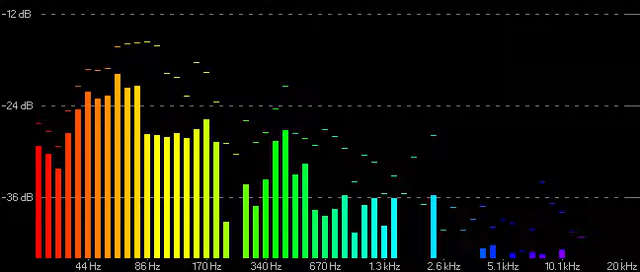 -12 dB
-24 dB
-36 dB
44 Hz 86 Hz 170 Hz 340 Hz 670 Hz 1.3 kHz 2.6 kHz 5.1 kHz 10.1 kHz 20 kHz